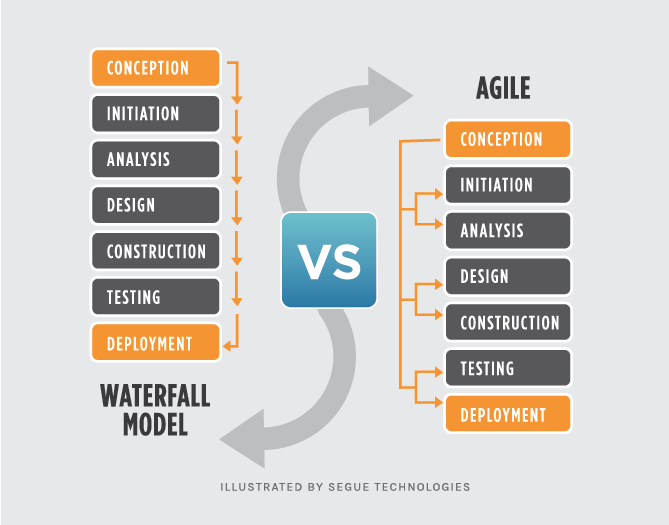 CONCEPTION
INITIATION
ANALYSIS
DESIGN
CONSTRUCTION
TESTING
DEPLOYMENT
WATERFALL
MODEL
VS
AGILE
CONCEPTION
INITIATION
ANALYSIS
DESIGN
CONSTRUCTION
TESTING
DEPLOYMENT
ILLUSTRATED BY SEGUE TECHNOLOGIES